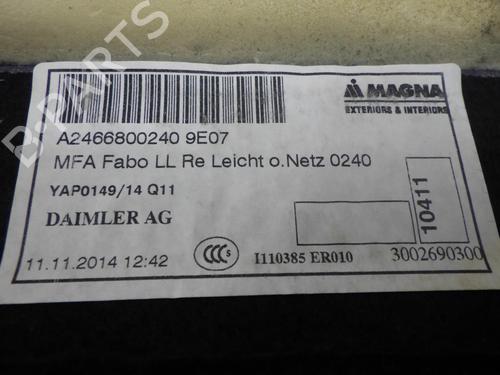 MAGNA
EXTERIORS & INTERIORS
A2466800240 9E07
MFA Fabo LL Re Leicht o.Netz 0240
YAP0149/14 Q11
DAIMLER AG
10411
11.11.2014 12:42
CCC S
I110385 ER010
3002690300
B-PARTS